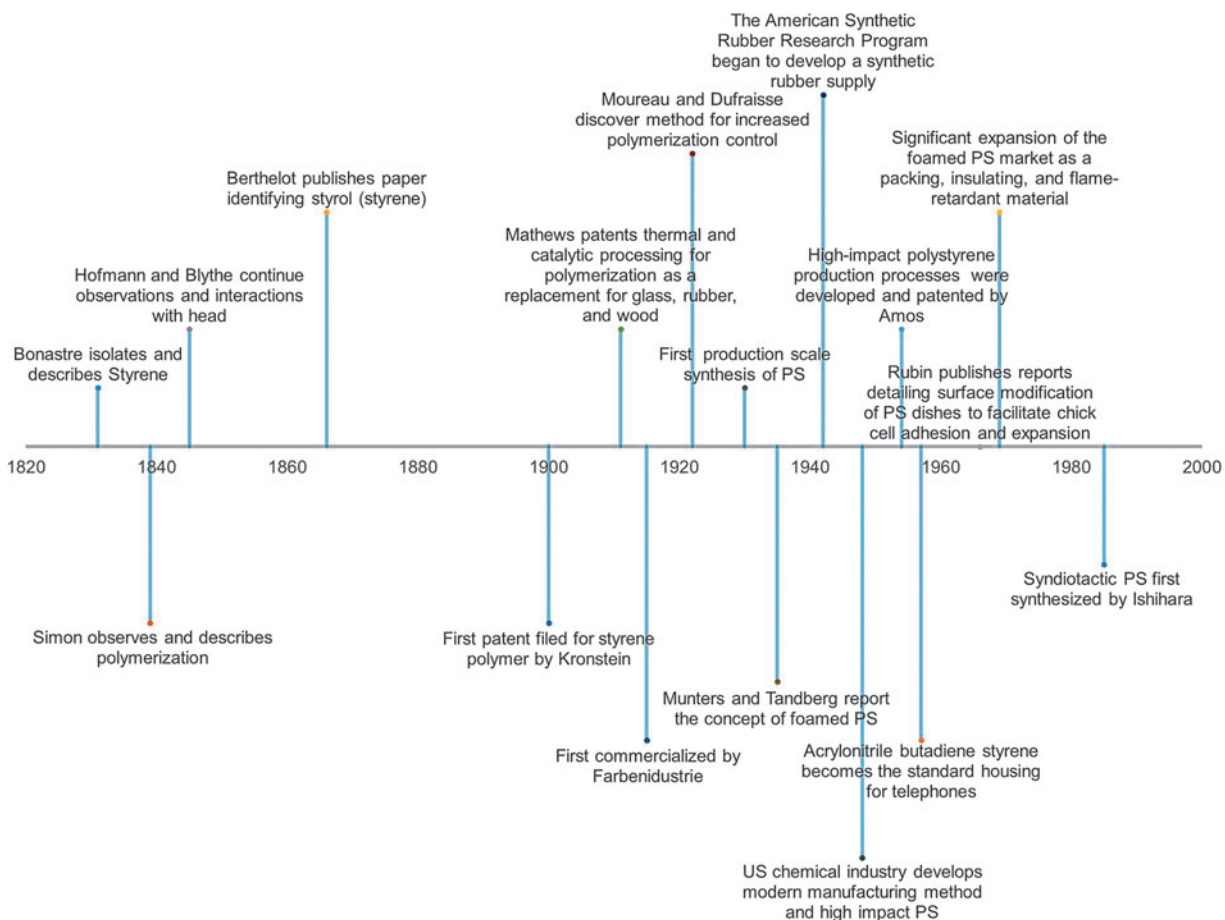 The American Synthetic
Rubber Research Program
began to develop a synthetic
rubber supply
Moureau and Dufraisse
discover method for increased
polymerization control
Significant expansion of the
foamed PS market as a
packing, insulating, and flame-
retardant material
Berthelot publishes paper
identifying styrol (styrene)
Mathews patents thermal and
catalytic processing for
polymerization as a
replacement for glass, rubber,
and wood
High-impact polystyrene
production processes were
developed and patented by
Amos
Hofmann and Blythe continue
observations and interactions
with head
Bonastre isolates and
describes Styrene
First production scale
synthesis of PS
Rubin publishes reports
detailing surface modification
of PS dishes to facilitate chick
cell adhesion and expansion
1820 1840 1860 1880 1900 1920 1940 1960 1980 2000
Syndiotactic PS first
synthesized by Ishihara
Simon observes and describes
polymerization
First patent filed for styrene
polymer by Kronstein
Munters and Tandberg report
the concept of foamed PS
First commercialized by
Farbenidustrie
Acrylonitrile butadiene styrene
becomes the standard housing
for telephones
US chemical industry develops
modern manufacturing method
and high impact PS